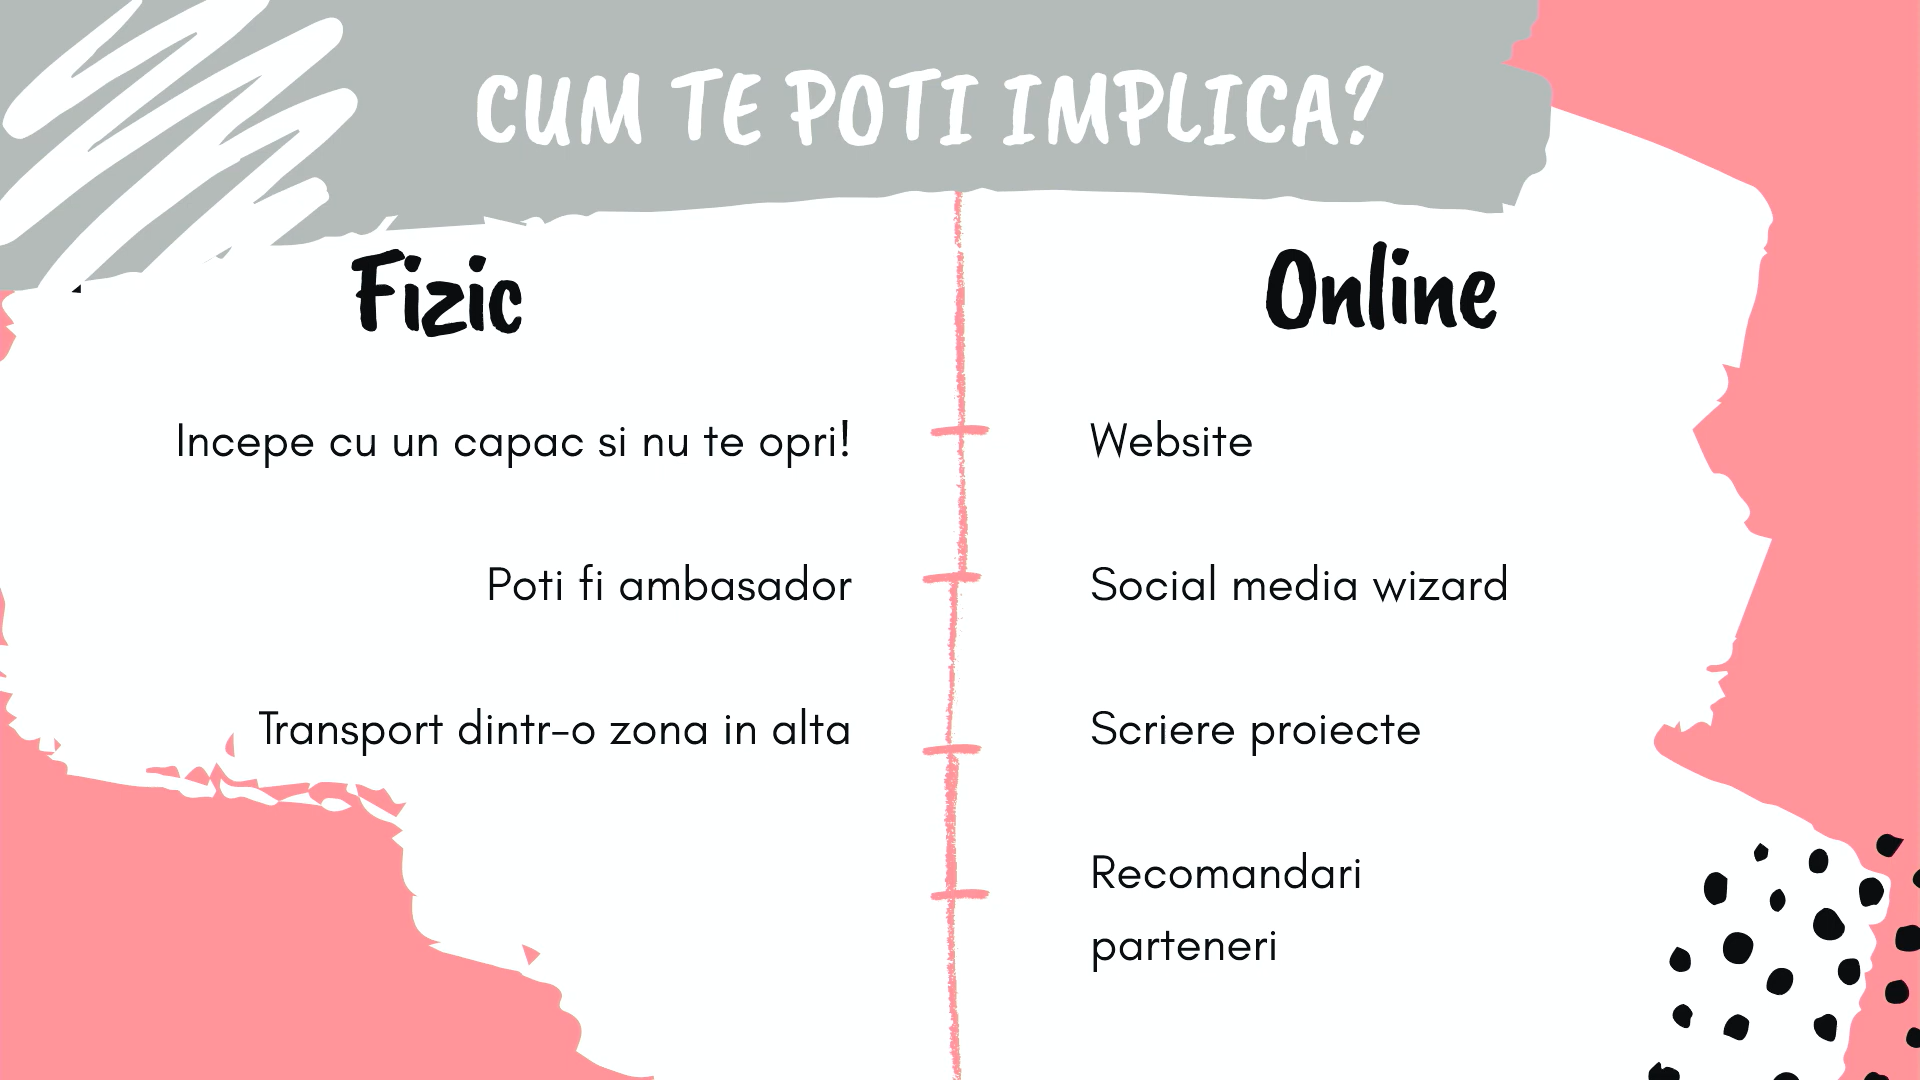 CUM TE POTI IMPLICA?
Fizic
Incepe cu un capac si nu te opri!
Poti fi ambasador
Transport dintr-o zona in alta
Online
Website
Social media wizard
Scriere proiecte
Recomandari
parteneri